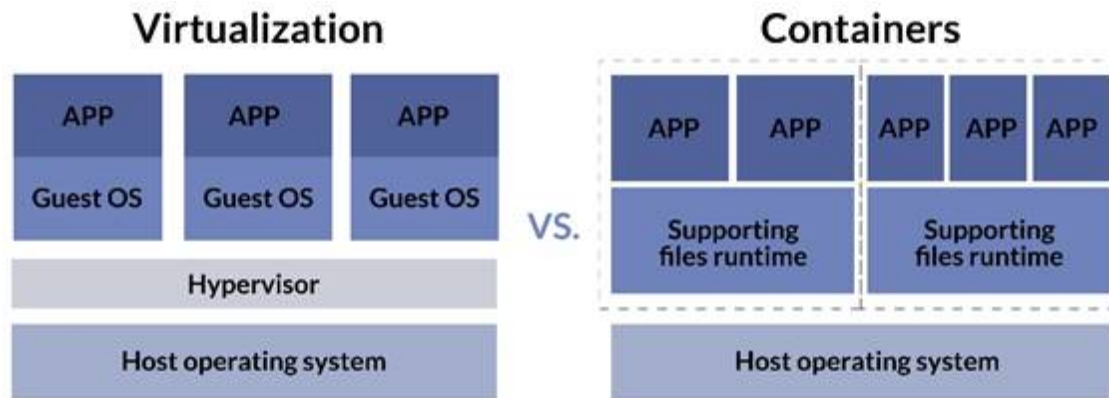 Virtualization
APP
APP
APP
Guest OS
Guest OS
Guest OS
Hypervisor
Host operating system
VS.
Containers
APP
APP
APP
APP
APP
Supporting
files runtime
Supporting
files runtime
Host operating system